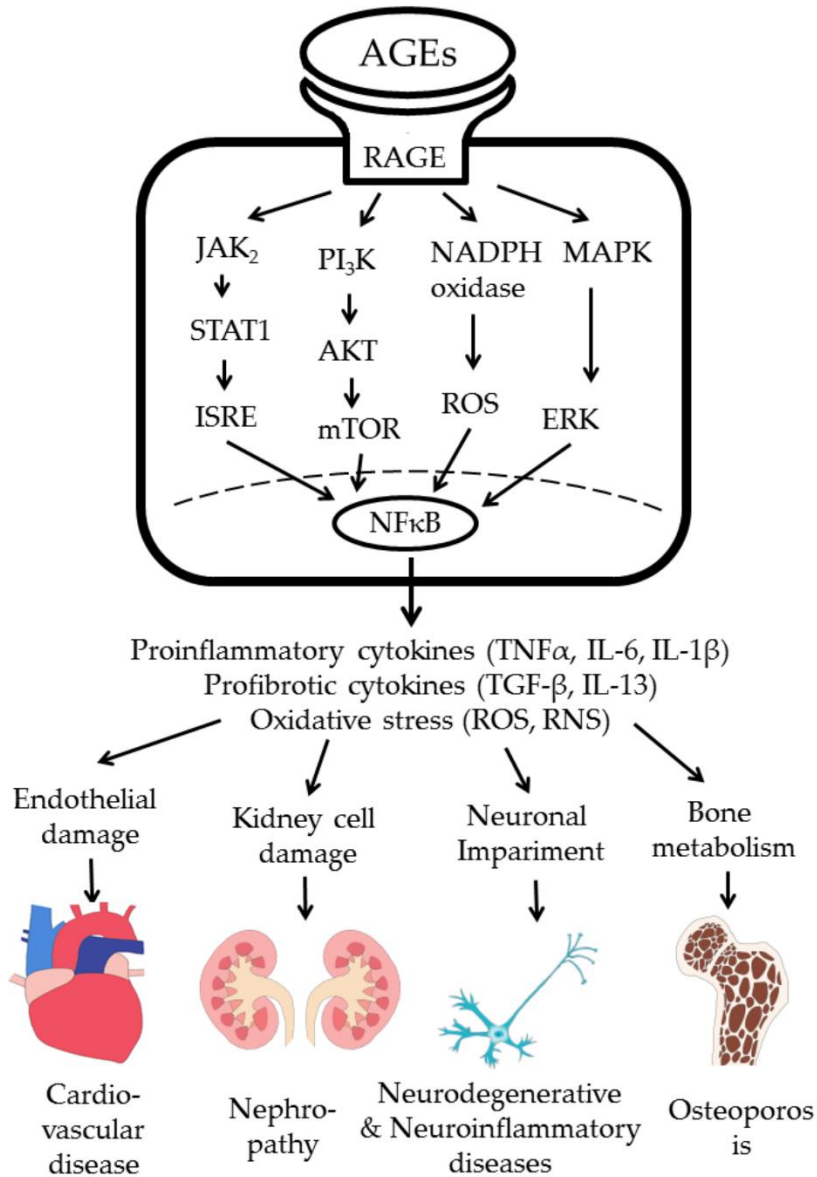 AGEs
RAGE
JAK₂
PI₃K
NADPH
oxidase
MAPK
STAT1
AKT
ROS
ERK
ISRE
mTOR
NFκB
Proinflammatory cytokines (TNFα, IL-6, IL-1β)
Profibrotic cytokines (TGF-β, IL-13)
Oxidative stress (ROS, RNS)
Endothelial
damage
Kidney cell
damage
Neuronal
Impariment
Bone
metabolism
Cardio-
vascular
disease
Nephro-
pathy
Neurodegenerative
& Neuroinflammatory
diseases
Osteoporos
is